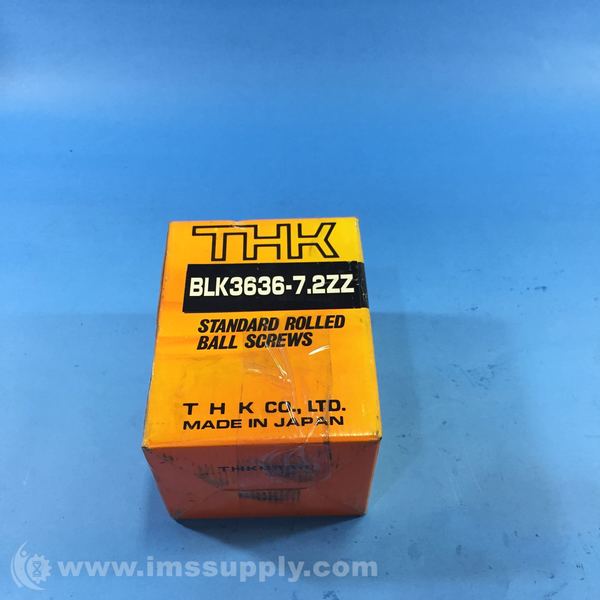 THK
BLK3636-7.2ZZ
STANDARD ROLLED
BALL SCREWS
T H K CO., LTD.
MADE IN JAPAN
www.imssupply.com